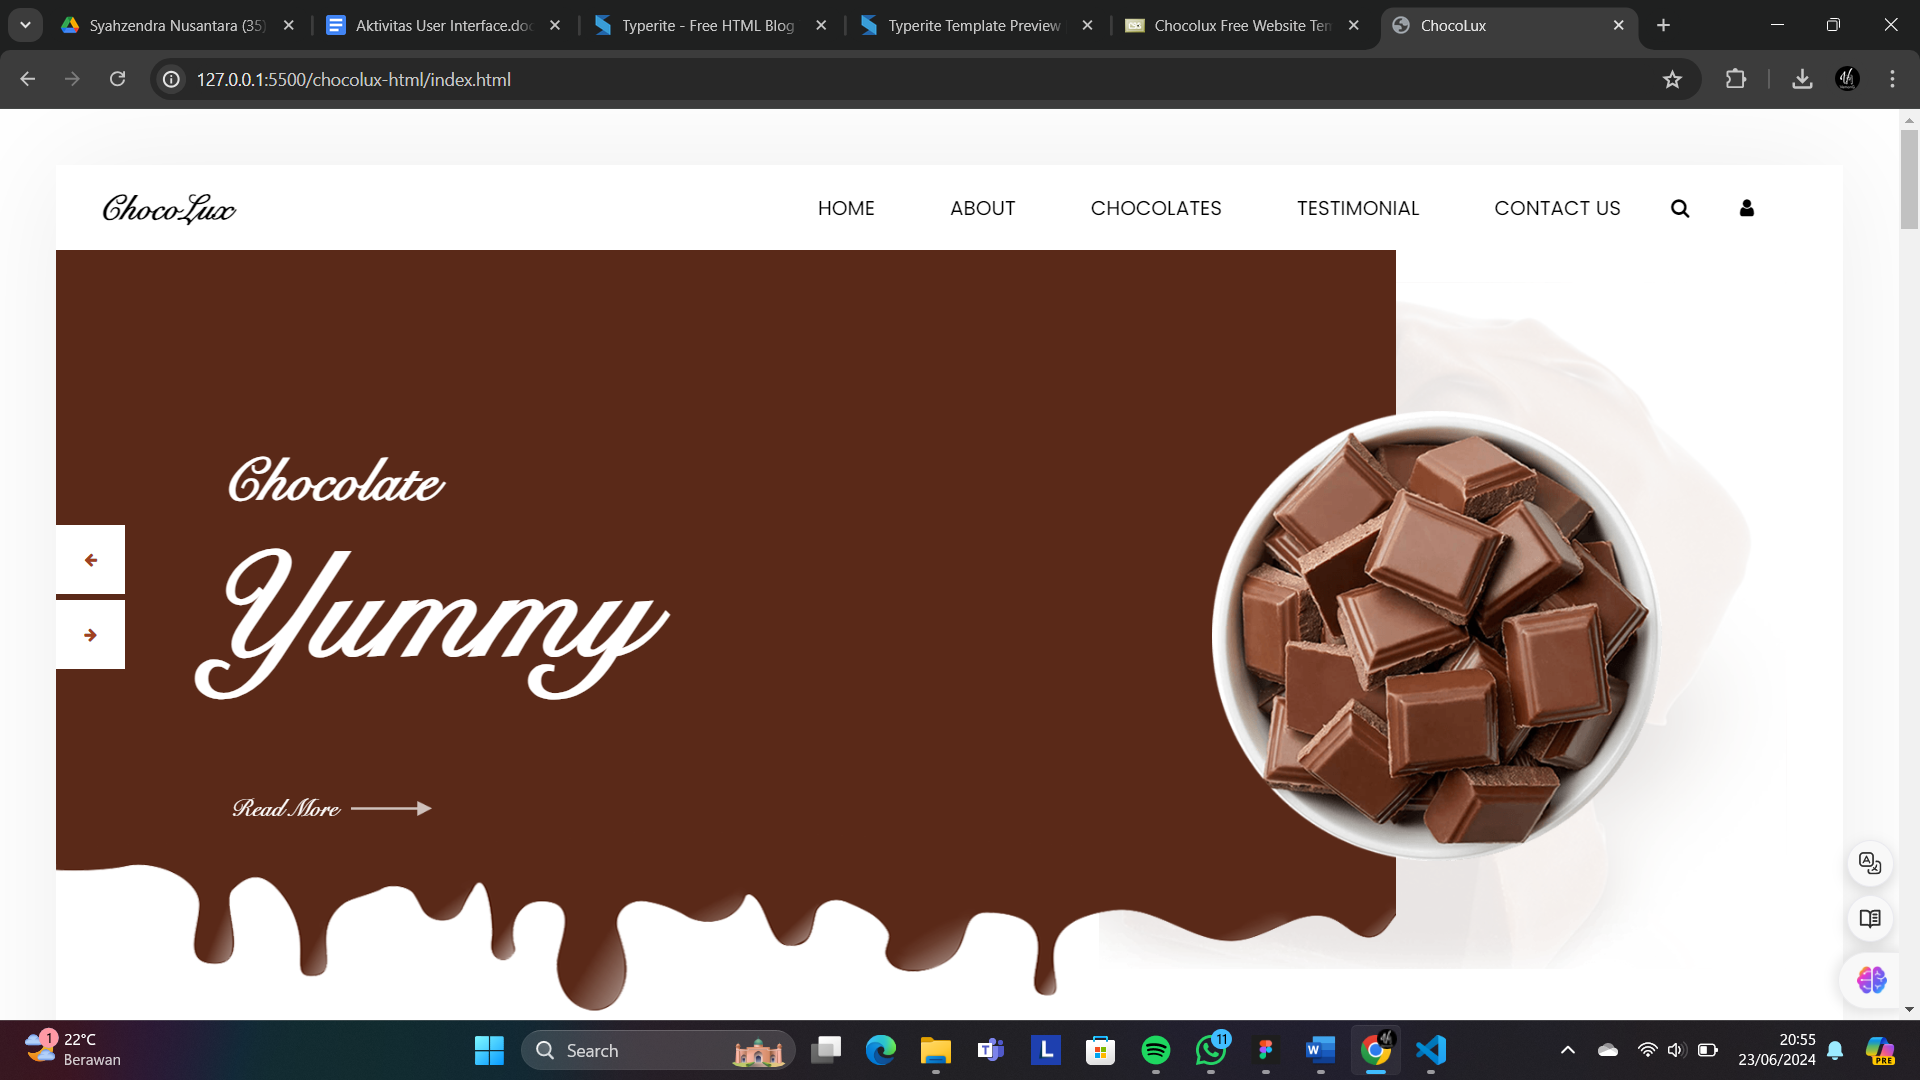 Syahzendra Nusantara (35)
Aktivitas User Interface.doc
Typerite - Free HTML Blog
Typerite Template Preview
Chocolux Free Website Ten
ChocoLux
127.0.0.1:5500/chocolux-html/index.html
ChocoLux
HOME
ABOUT
CHOCOLATES
TESTIMONIAL
CONTACT US
Chocolate
Yummy
Read More
1
22°C
Berawan
Search
11
20:55
23/06/2024
PRE